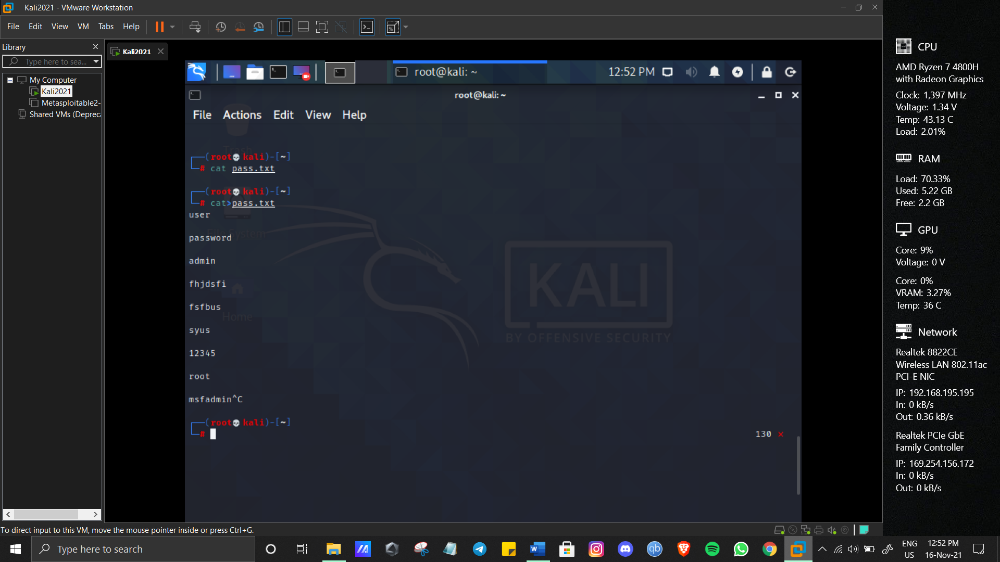 Kali2021 - VMware Workstation
File Edit View VM Tabs Help
Library
Type here to sea...
My Computer
Kali2021
Metasploitable2-
Shared VMs (Depreca
Kali2021
root@kali: ~
12:52 PM
root@kali: ~
File Actions Edit View Help
Trash
(root💀kali)-[~]
# cat pass.txt
(root💀kali)-[~]
# cat>pass.txt
user
File System
password
admin
fhjdsfi
fsfbus
Home
syus
12345
root
msfadmin^C
(root💀kali)-[~]
#
130 ×
KALI
BY OFFENSIVE SECURITY
CPU
AMD Ryzen 7 4800H
with Radeon Graphics
Clock: 1,397 MHz
Voltage: 1.34 V
Temp: 43.13 C
Load: 2.01%
RAM
Load: 70.33%
Used: 5.22 GB
Free: 2.2 GB
GPU
Core: 9%
Voltage: 0 V
Core: 0%
VRAM: 3.27%
Temp: 36 C
Network
Realtek 8822CE
Wireless LAN 802.11ac
PCI-E NIC
IP: 192.168.195.195
In: 0 kB/s
Out: 0.36 kB/s
Realtek PCIe GbE
Family Controller
IP: 169.254.156.172
In: 0 kB/s
Out: 0 kB/s
To direct input to this VM, move the mouse pointer inside or press Ctrl+G.
Type here to search
qb
ENG
US
12:52 PM
16-Nov-21